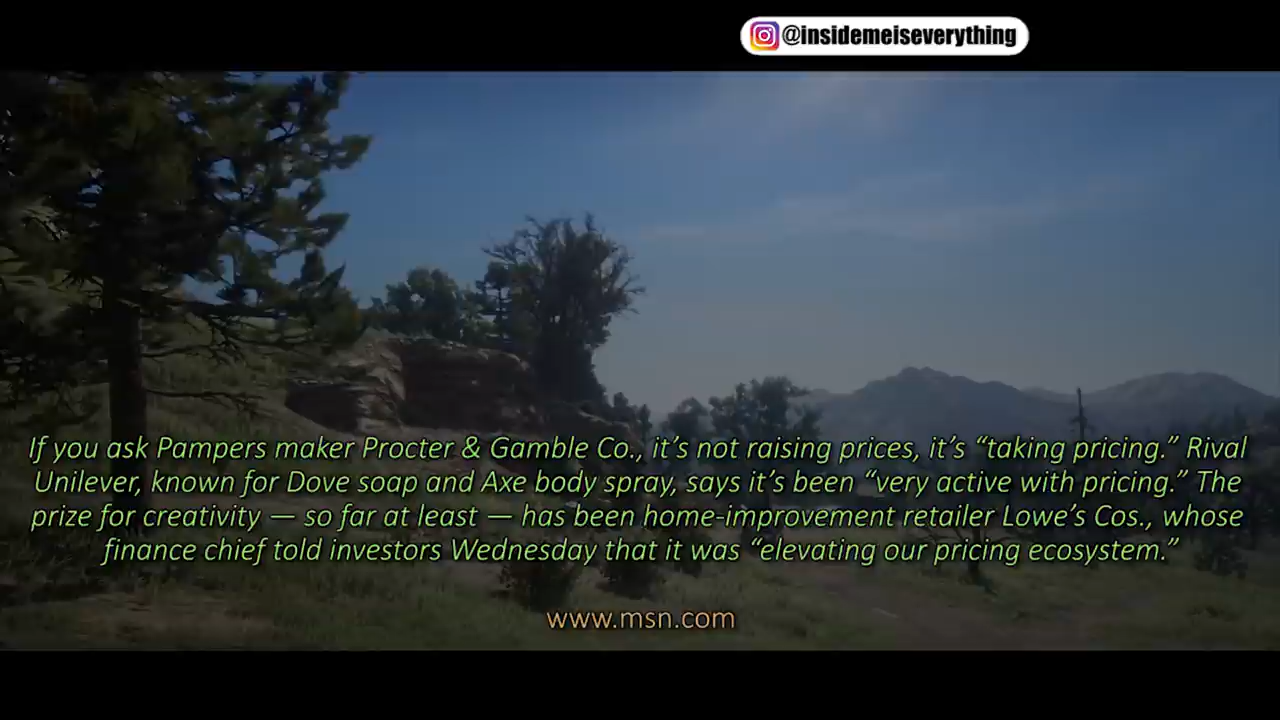 @insidemeiseverything
If you ask Pampers maker Procter & Gamble Co., it’s not raising prices, it’s “taking pricing.” Rival
Unilever, known for Dove soap and Axe body spray, says it’s been “very active with pricing.” The
prize for creativity — so far at least — has been home-improvement retailer Lowe’s Cos., whose
finance chief told investors Wednesday that it was “elevating our pricing ecosystem.”
www.msn.com